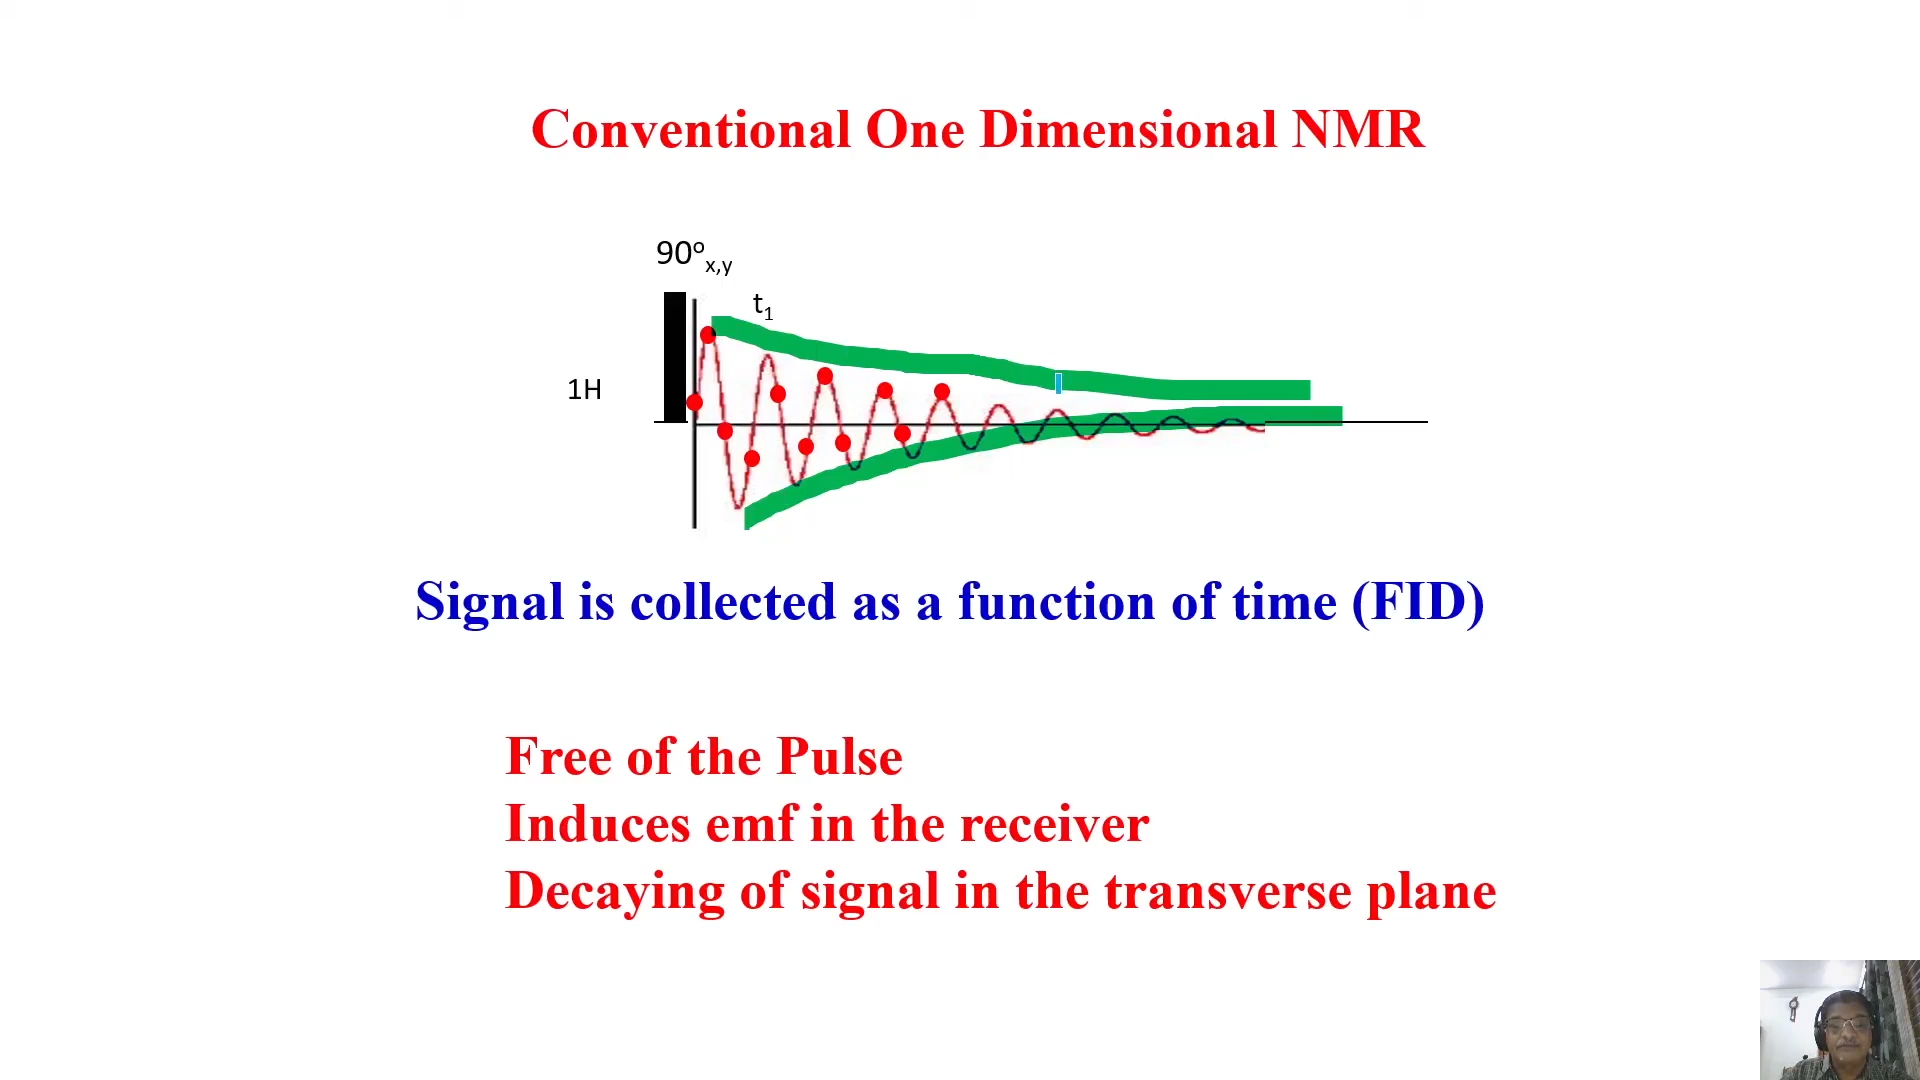 Conventional One Dimensional NMR
90ox,y
t1
1H
Signal is collected as a function of time (FID)
Free of the Pulse
Induces emf in the receiver
Decaying of signal in the transverse plane